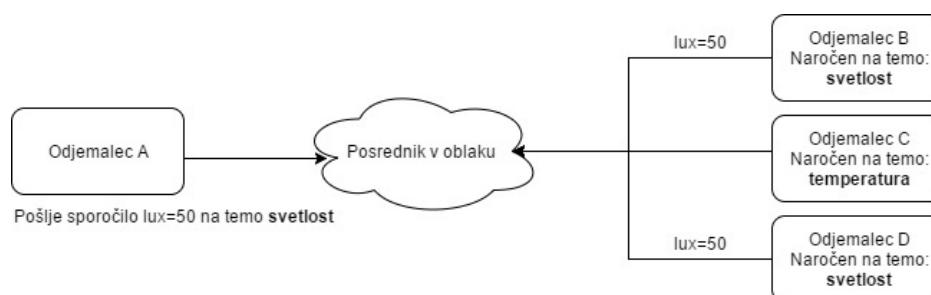 Odjemalec A
Pošlje sporočilo lux=50 na temo svetlost
Posrednik v oblaku
lux=50
Odjemalec B
Naročen na temo:
svetlost
Odjemalec C
Naročen na temo:
temperatura
lux=50
Odjemalec D
Naročen na temo:
svetlost